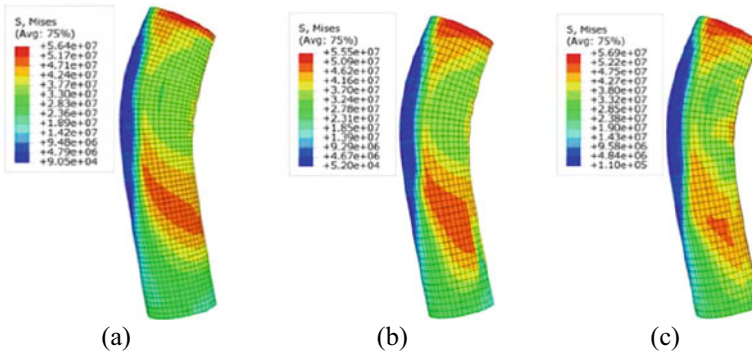 S, Mises
(Avg: 75%)
+5.64e+07
+5.17e+07
+4.71e+07
+4.24e+07
+3.77e+07
+3.30e+07
+2.83e+07
+2.36e+07
+1.89e+07
+1.42e+07
+9.48e+06
+4.79e+06
+9.05e+04
S, Mises
(Avg: 75%)
+5.55e+07
+5.09e+07
+4.62e+07
+4.16e+07
+3.70e+07
+3.24e+07
+2.78e+07
+2.31e+07
+1.85e+07
+1.39e+07
+9.29e+06
+4.67e+06
+5.20e+04
S, Mises
(Avg: 75%)
+5.69e+07
+5.22e+07
+4.75e+07
+4.27e+07
+3.80e+07
+3.32e+07
+2.85e+07
+2.38e+07
+1.90e+07
+1.43e+07
+9.58e+06
+4.84e+06
+1.10e+05
(a)
(b)
(c)